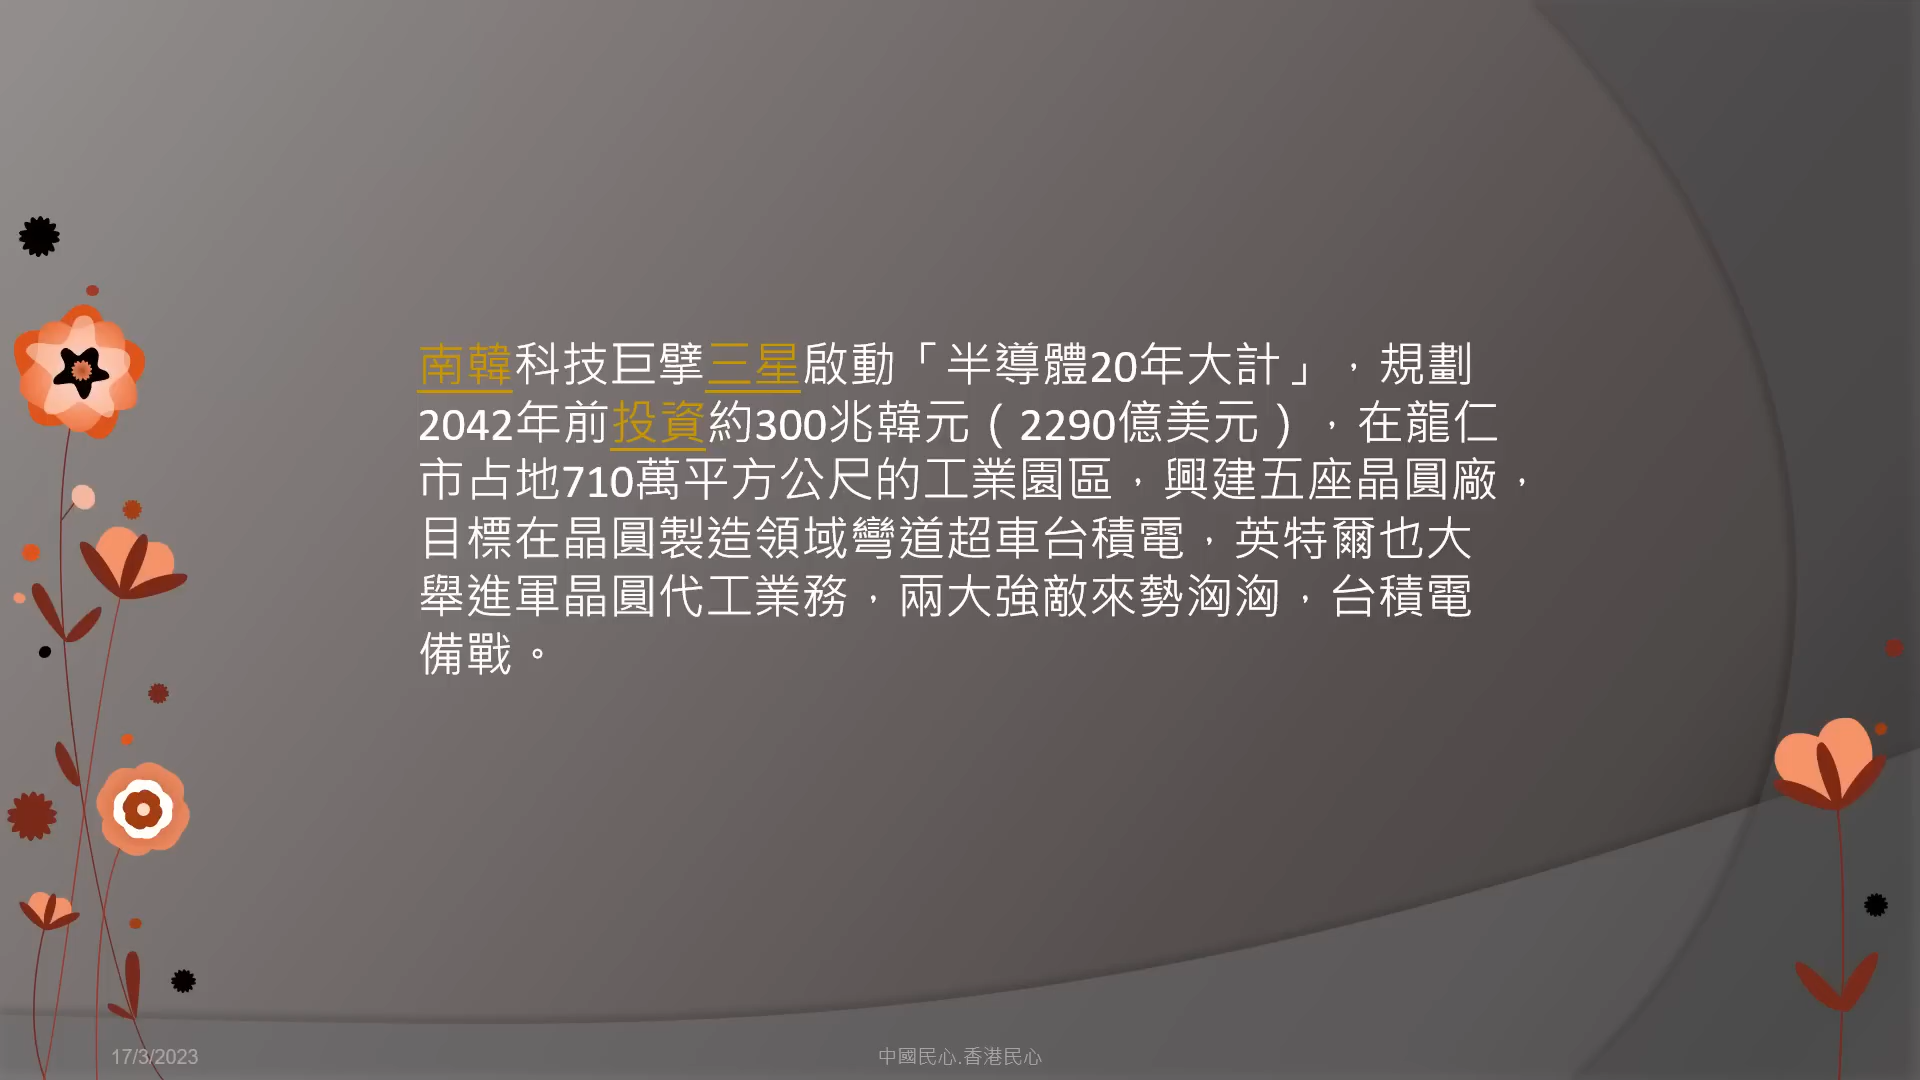 南韓科技巨擘三星啟動「半導體20年大計」，規劃
2042年前投資約300兆韓元（2290億美元），在龍仁
市占地710萬平方公尺的工業園區，興建五座晶圓廠，
目標在晶圓製造領域彎道超車台積電，英特爾也大
舉進軍晶圓代工業務，兩大強敵來勢洶洶，台積電
備戰。
17/3/2023
中國民心.香港民心